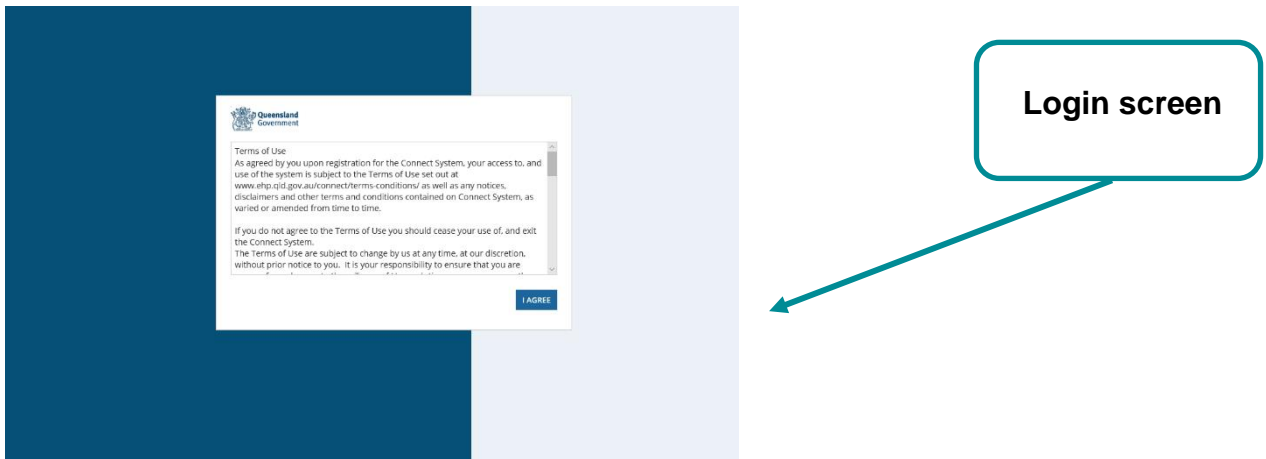 Queensland
Government
Terms of Use
As agreed by you upon registration for the Connect System, your access to, and
use of the system is subject to the Terms of Use set out at
www.ehp.qld.gov.au/connect/terms-conditions/ as well as any notices,
disclaimers and other terms and conditions contained on Connect System, as
varied or amended from time to time.
If you do not agree to the Terms of Use you should cease your use of, and exit
the Connect System.
The Terms of Use are subject to change by us at any time, at our discretion,
without prior notice to you. It is your responsibility to ensure that you are
I AGREE
Login screen